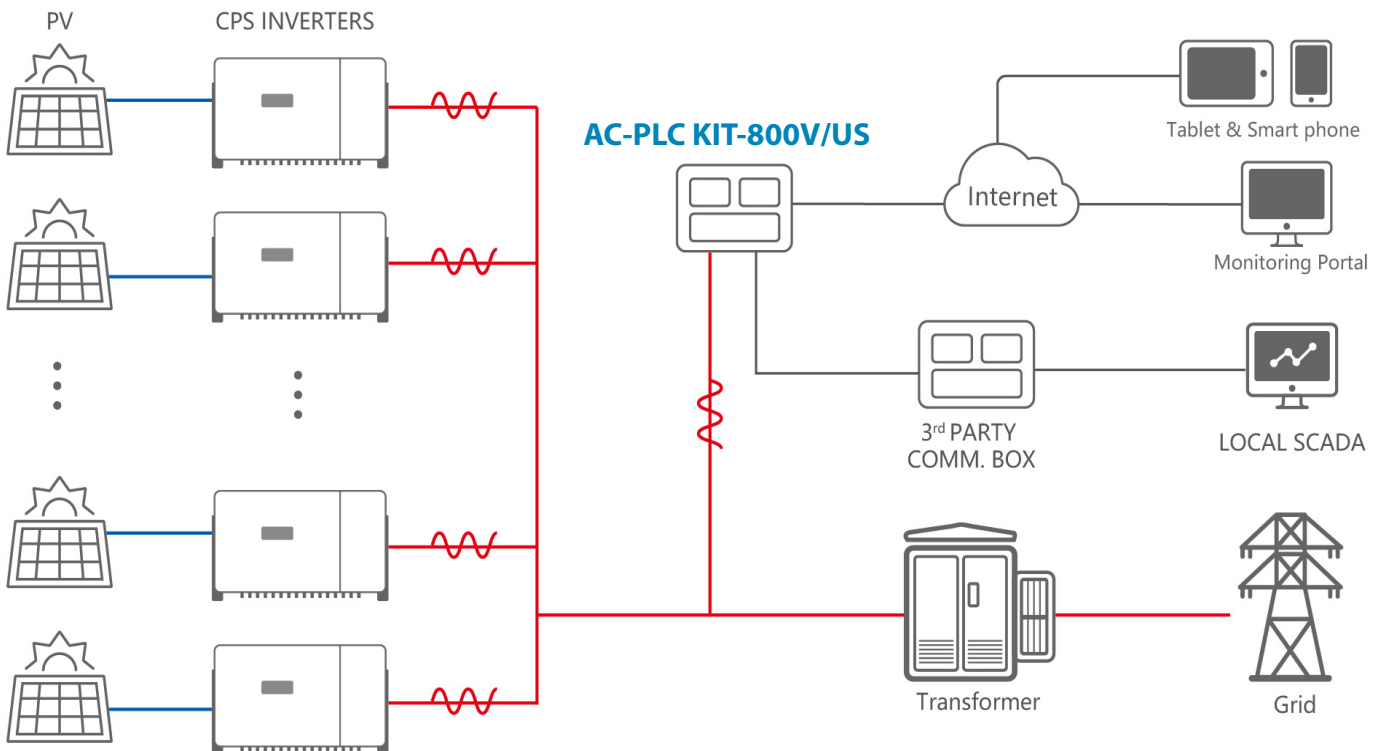 PV
CPS INVERTERS
AC-PLC KIT-800V/US
Internet
Tablet & Smart phone
Monitoring Portal
3rd PARTY
COMM. BOX
LOCAL SCADA
Transformer
Grid